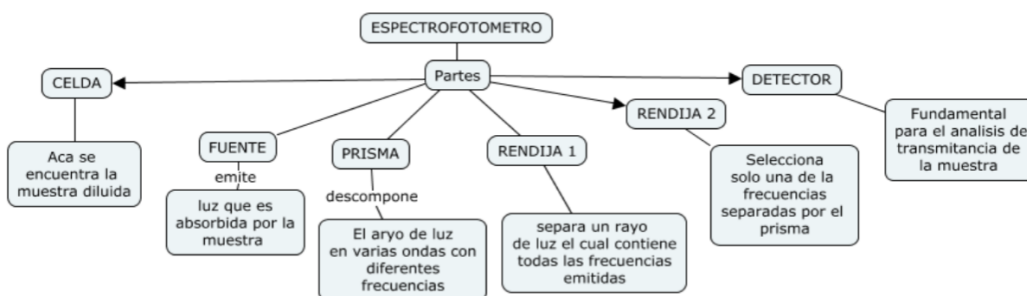 ESPECTROFOTOMETRO
Partes
CELDA
Aca se
encuentra la
muestra diluida
FUENTE
emite
luz que es
absorbida por la
muestra
PRISMA
descompone
El aryo de luz
en varias ondas con
diferentes
frecuencias
RENDIJA 1
separa un rayo
de luz el cual contiene
todas las frecuencias
emitidas
RENDIJA 2
Selecciona
solo una de la
frecuencias
separadas por el
prisma
DETECTOR
Fundamental
para el analisis de
transmitancia de
la muestra